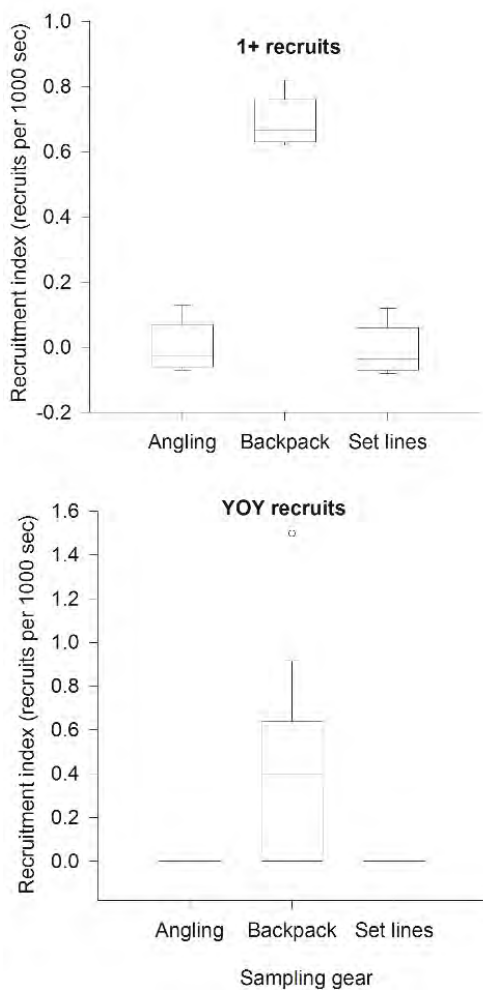 Recruitment index (recruits per 1000 sec)
1+ recruits
1.0
0.8
0.6
0.4
0.2
0.0
-0.2
Angling Backpack Set lines
Recruitment index (recruits per 1000 sec)
YOY recruits
1.6
1.4
1.2
1.0
0.8
0.6
0.4
0.2
0.0
Angling Backpack Set lines
Sampling gear